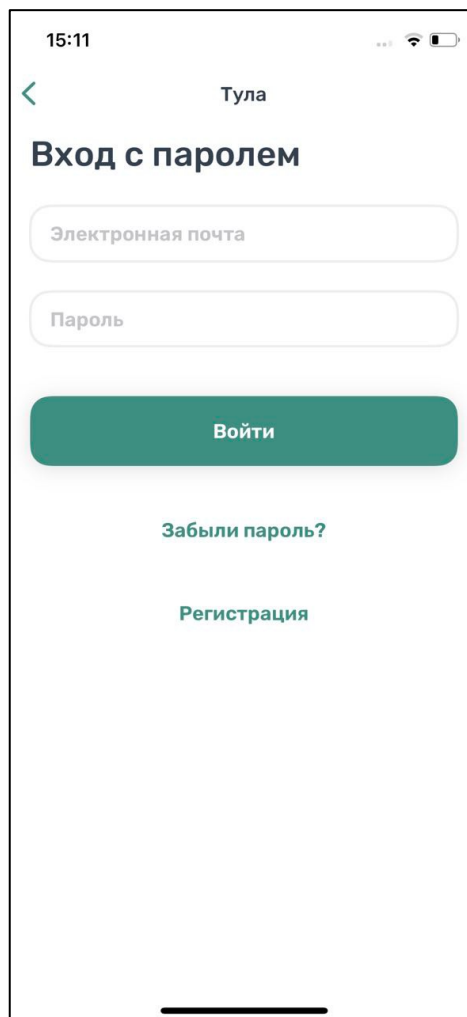 15:11
Тула
Вход с паролем
Электронная почта
Пароль
Войти
Забыли пароль?
Регистрация